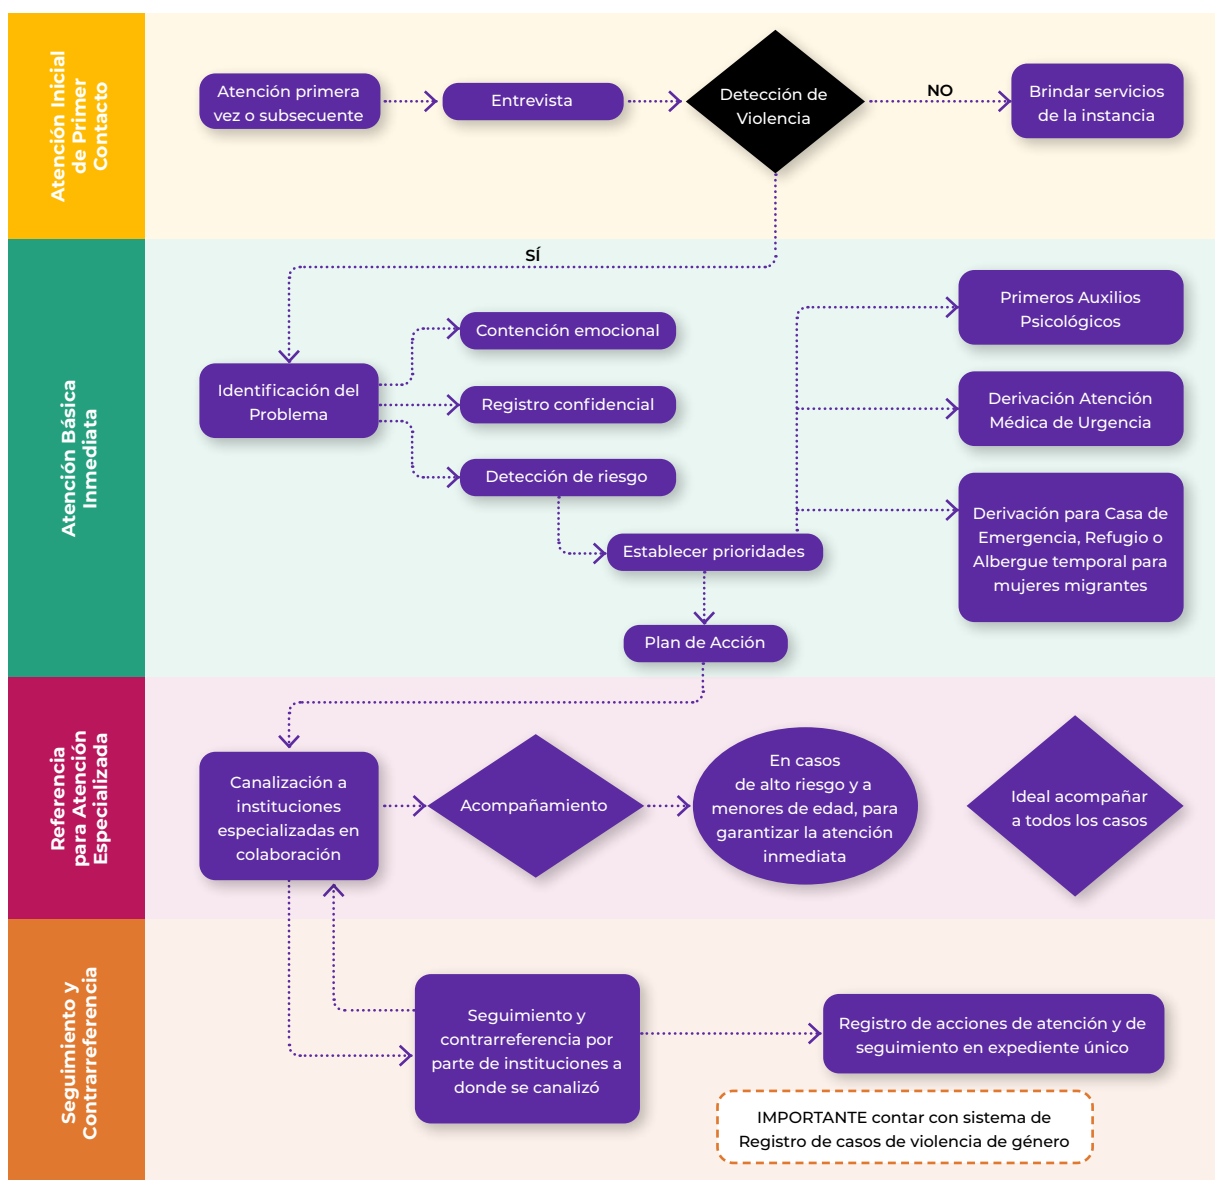 Atención Inicial
de Primer
Contacto
Atención primera
vez o subsecuente
Entrevista
Detección de
Violencia
NO
Brindar servicios
de la instancia
Atención Básica
Inmediata
SÍ
Identificación del
Problema
Contención emocional
Registro confidencial
Detección de riesgo
Establecer prioridades
Plan de Acción
Primeros Auxilios
Psicológicos
Derivación Atención
Médica de Urgencia
Derivación para Casa de
Emergencia, Refugio o
Albergue temporal para
mujeres migrantes
Referencia
para Atención
Especializada
Canalización a
instituciones
especializadas en
colaboración
Acompañamiento
En casos
de alto riesgo y a
menores de edad, para
garantizar la atención
inmediata
Ideal acompañar
a todos los casos
Seguimiento y
Contrarreferencia
Seguimiento y
contrarreferencia por
parte de instituciones a
donde se canalizó
Registro de acciones de atención y de
seguimiento en expediente único
IMPORTANTE contar con sistema de
Registro de casos de violencia de género